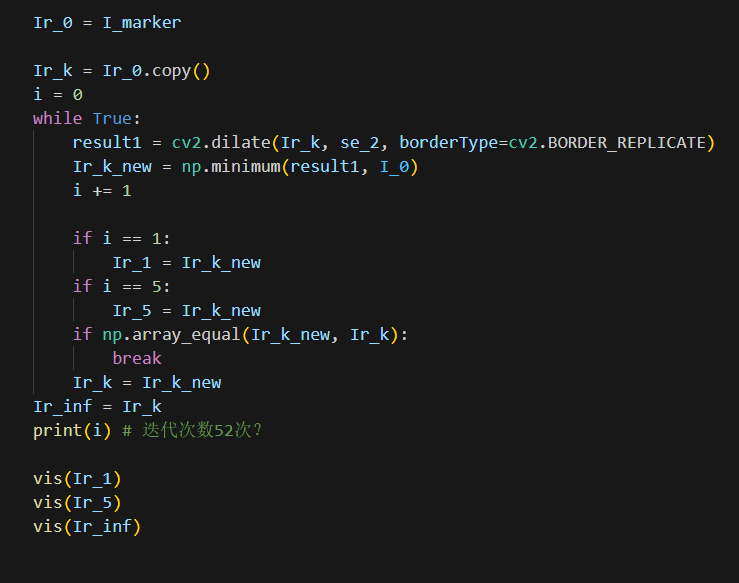 Ir_0 = I_marker
Ir_k = Ir_0.copy()
i = 0
while True:
    result1 = cv2.dilate(Ir_k, se_2, borderType=cv2.BORDER_REPLICATE)
    Ir_k_new = np.minimum(result1, I_0)
    i += 1
    if i == 1:
        Ir_1 = Ir_k_new
    if i == 5:
        Ir_5 = Ir_k_new
    if np.array_equal(Ir_k_new, Ir_k):
        break
    Ir_k = Ir_k_new
Ir_inf = Ir_k
print(i) # 迭代次数52次?
vis(Ir_1)
vis(Ir_5)
vis(Ir_inf)